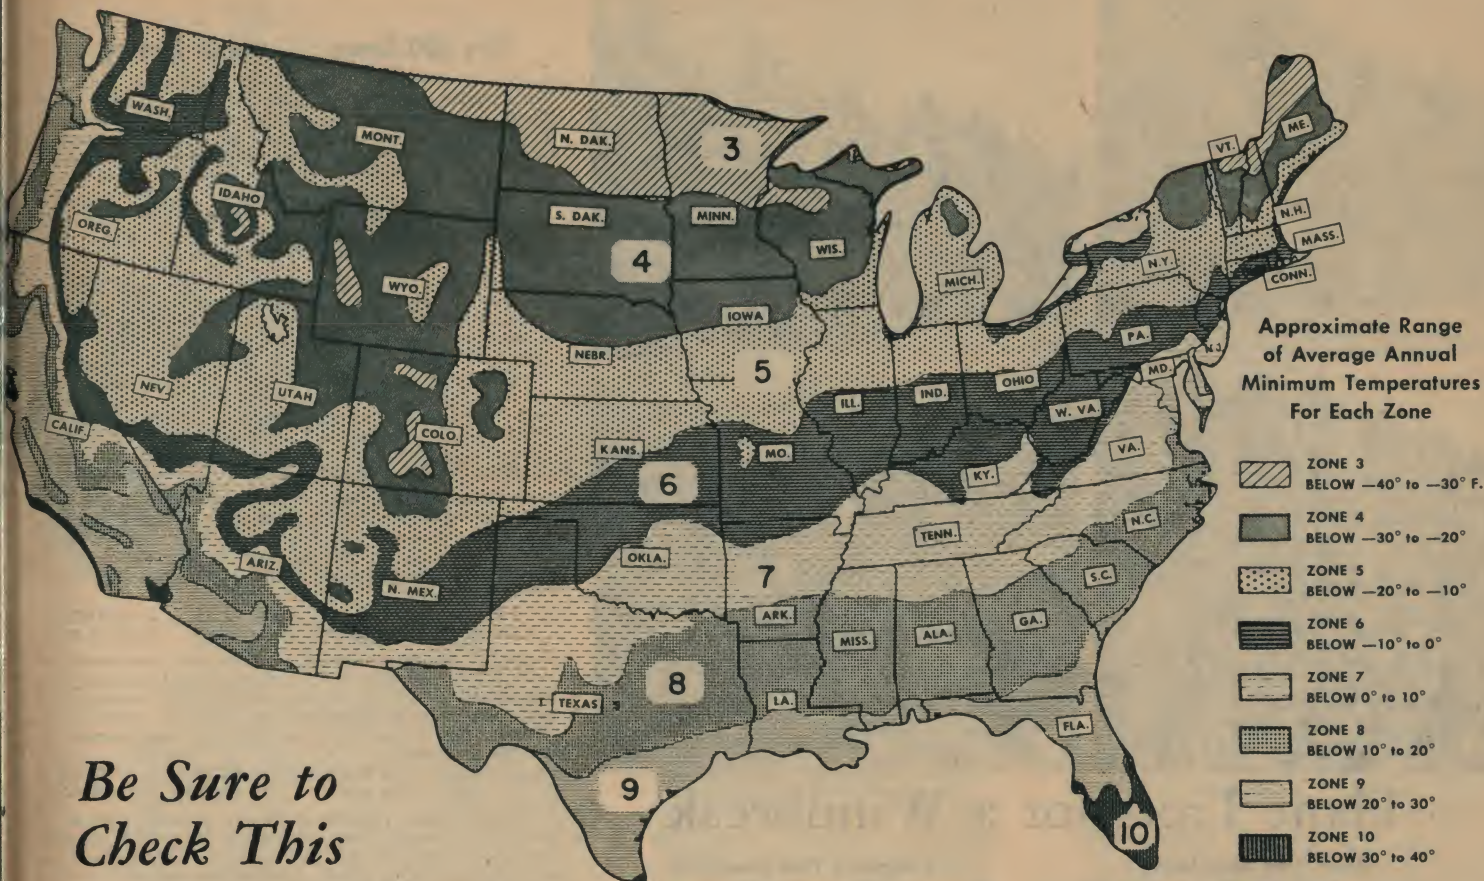 WASH.
MONT.
N. DAK.
3
VT.
ME.
IDAHO
OREG.
S. DAK.
MINN.
WIS.
N.H.
MASS.
4
WYO.
MICH.
N.Y.
CONN.
IOWA
PA.
N.J.
NEBR.
5
NEV.
UTAH
ILL.
IND.
OHIO
MD.
W. VA.
CALIF.
COLO.
KANS.
MO.
VA.
6
KY.
ARIZ.
N. MEX.
OKLA.
7
TENN.
N.C.
S.C.
ARK.
MISS.
ALA.
GA.
8
TEXAS
LA.
FLA.
9
10
Approximate Range
of Average Annual
Minimum Temperatures
For Each Zone
ZONE 3
BELOW —40° to —30° F.
ZONE 4
BELOW —30° to —20°
ZONE 5
BELOW —20° to —10°
ZONE 6
BELOW —10° to 0°
ZONE 7
BELOW 0° to 10°
ZONE 8
BELOW 10° to 20°
ZONE 9
BELOW 20° to 30°
ZONE 10
BELOW 30° to 40°
Be Sure to
Check This